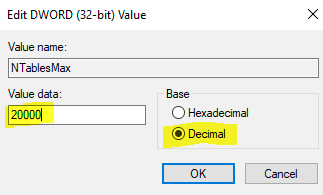 Edit DWORD (32-bit) Value
Value name:
NTablesMax
Value data:
20000
Base
Hexadecimal
Decimal
OK
Cancel